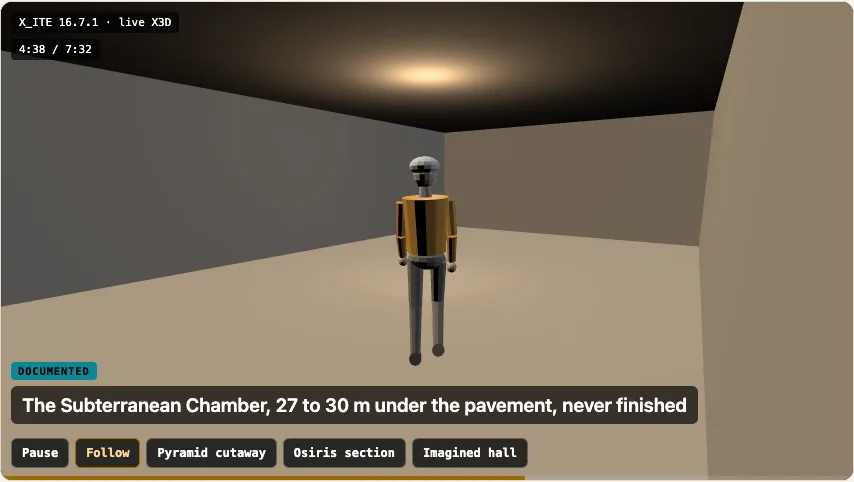 X_ITE 16.7.1 · live X3D
4:38 / 7:32
DOCUMENTED
The Subterranean Chamber, 27 to 30 m under the pavement, never finished
Pause
Follow
Pyramid cutaway
Osiris section
Imagined hall